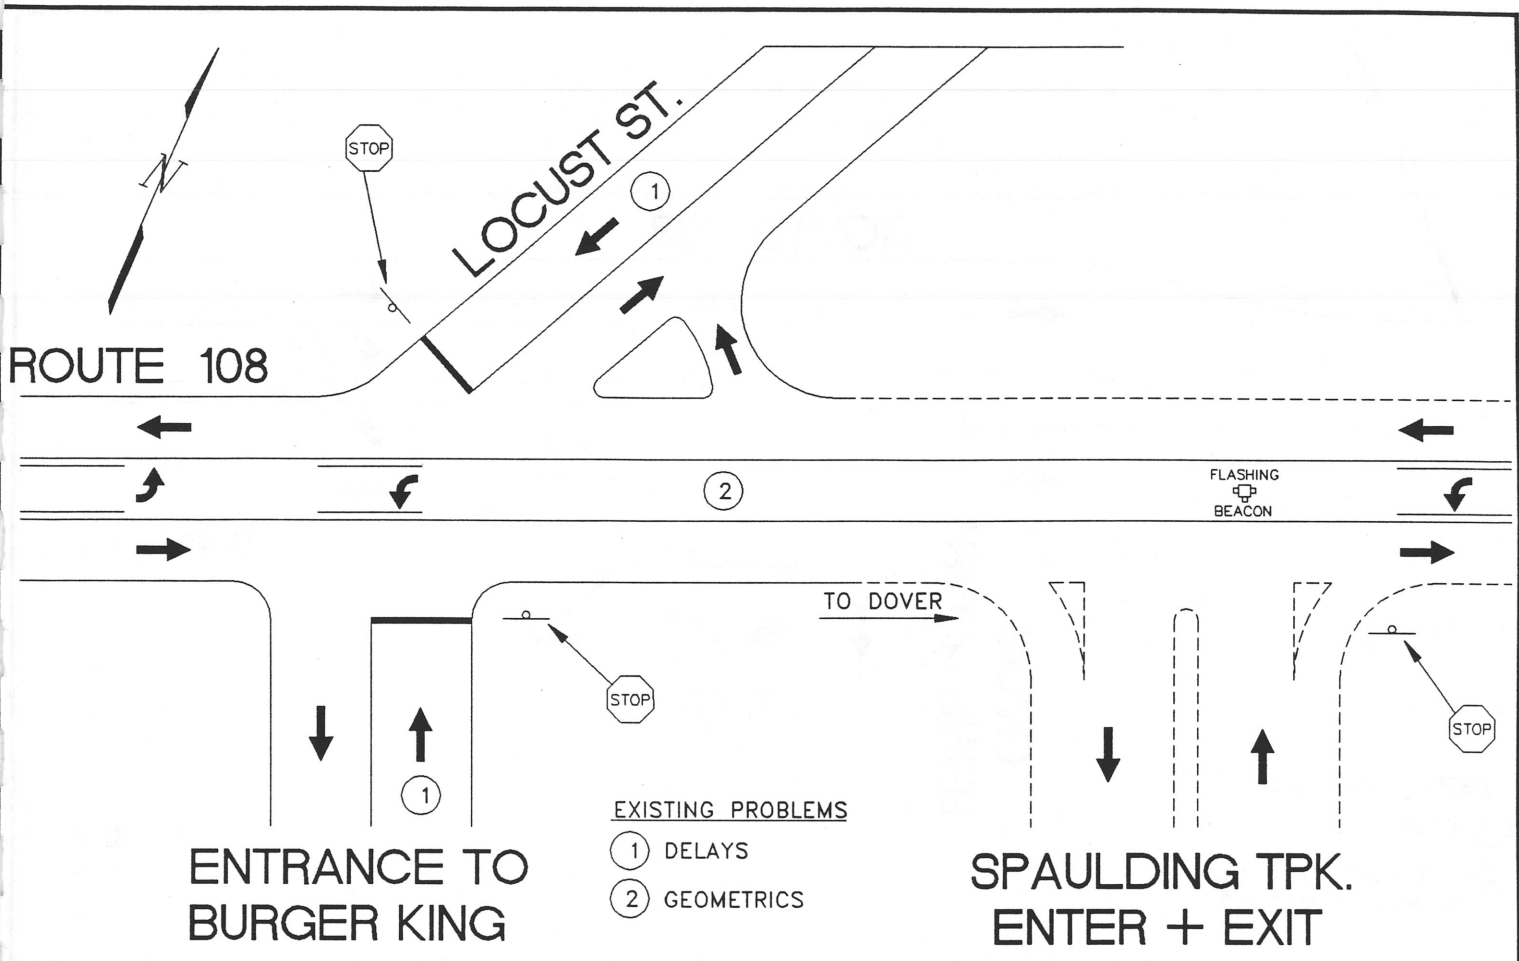 N
STOP
LOCUST ST.
1
ROUTE 108
2
FLASHING
BEACON
TO DOVER
STOP
STOP
1
EXISTING PROBLEMS
1 DELAYS
2 GEOMETRICS
ENTRANCE TO
BURGER KING
SPAULDING TPK.
ENTER + EXIT